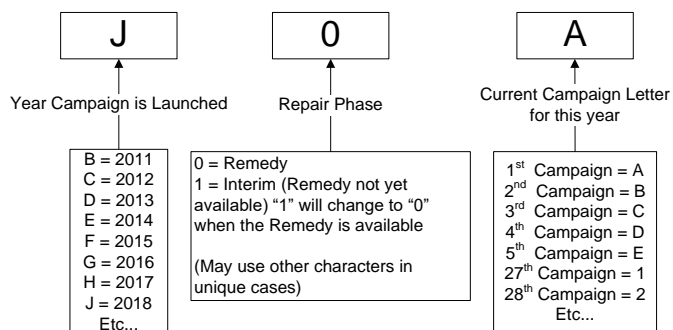 J
0
A
Year Campaign is Launched
Repair Phase
Current Campaign Letter
for this year
B = 2011
C = 2012
D = 2013
E = 2014
F = 2015
G = 2016
H = 2017
J = 2018
Etc...
0 = Remedy
1 = Interim (Remedy not yet
available) “1” will change to “0”
when the Remedy is available
(May use other characters in
unique cases)
1st Campaign = A
2nd Campaign = B
3rd Campaign = C
4th Campaign = D
5th Campaign = E
27th Campaign = 1
28th Campaign = 2
Etc...